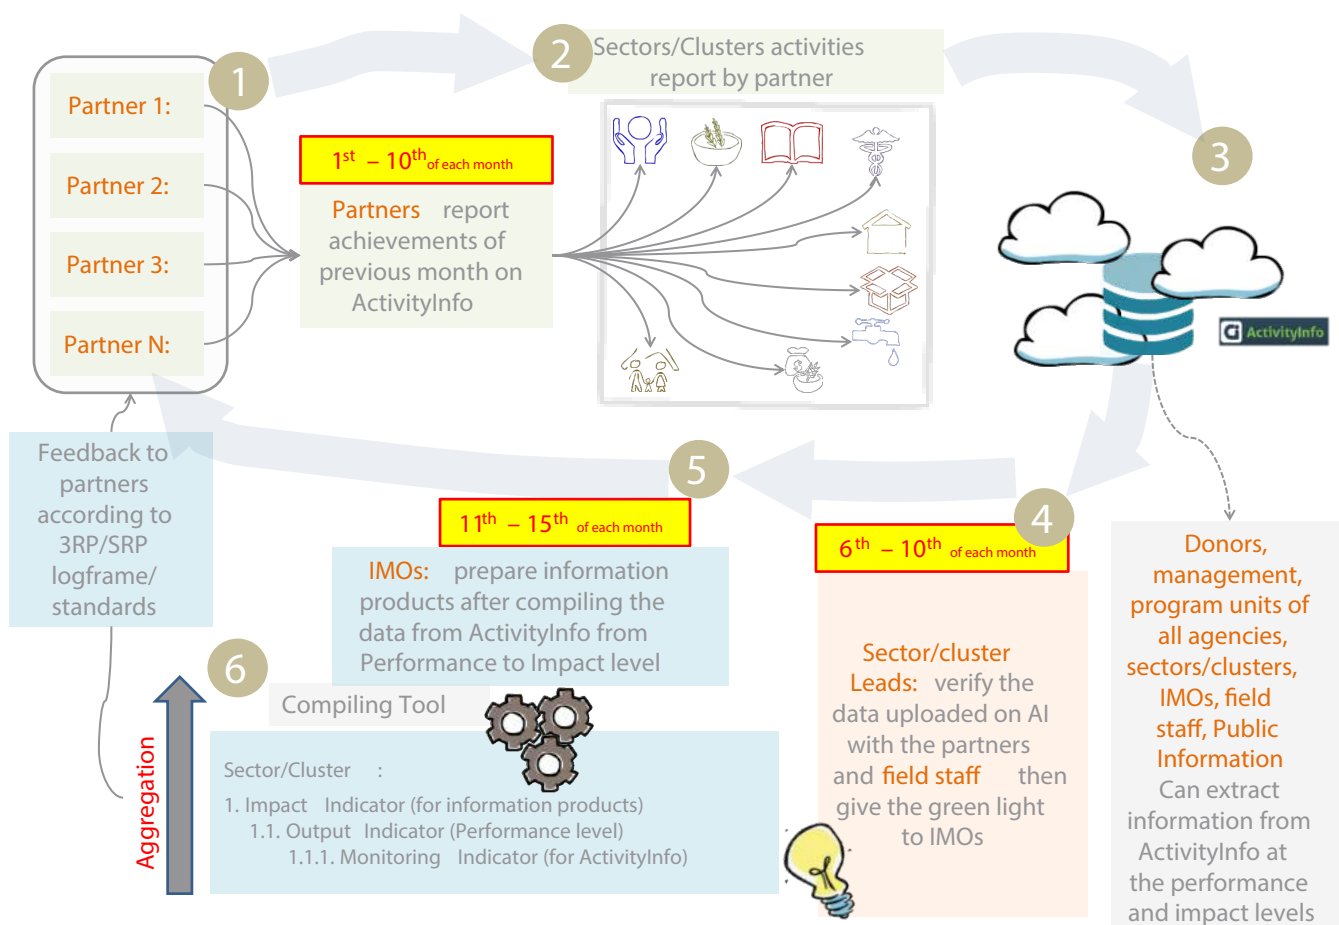 1
Partner 1:
Partner 2:
Partner 3:
Partner N:
1st – 10th of each month
Partners report
achievements of
previous month on
ActivityInfo
2
Sectors/Clusters activities
report by partner
3
ActivityInfo
4
6th – 10th of each month
Sector/cluster
Leads: verify the
data uploaded on AI
with the partners
and field staff then
give the green light
to IMOs
Donors,
management,
program units of
all agencies,
sectors/clusters,
IMOs, field
staff, Public
Information
Can extract
information from
ActivityInfo at
the performance
and impact levels
5
11th – 15th of each month
IMOs: prepare information
products after compiling the
data from ActivityInfo from
Performance to Impact level
Feedback to
partners
according to
3RP/SRP
logframe/
standards
6
Compiling Tool
Aggregation
Sector/Cluster :
1. Impact Indicator (for information products)
1.1. Output Indicator (Performance level)
1.1.1. Monitoring Indicator (for ActivityInfo)